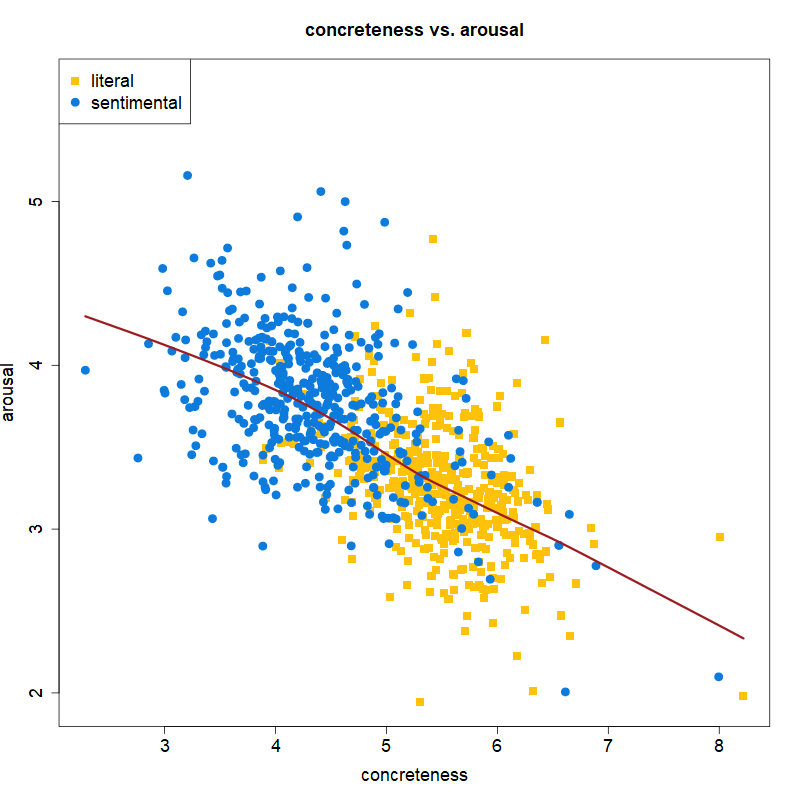 concreteness vs. arousal
literal
sentimental
5
4
3
2
arousal
3 4 5 6 7 8
concreteness